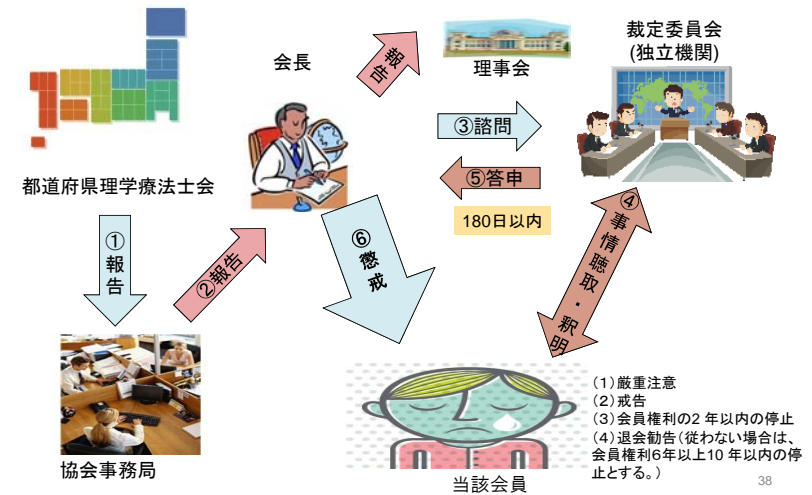 会長
報告
理事会
裁定委員会
(独立機関)
③諮問
⑤答申
180日以内
都道府県理学療法士会
①報告
②報告
⑥懲戒
④事情聴取・釈明
協会事務局
当該会員
(1)厳重注意
(2)戒告
(3)会員権利の2 年以内の停止
(4)退会勧告(従わない場合は、
会員権利6年以上10 年以内の停
止とする。)
38